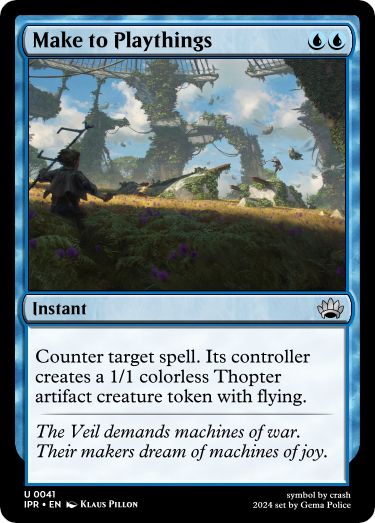 Make to Playthings
Instant
Counter target spell. Its controller
creates a 1/1 colorless Thopter
artifact creature token with flying.
The Veil demands machines of war.
Their makers dream of machines of joy.
U 0041
IPR • EN Klaus Pillon
symbol by crash
2024 set by Gema Police